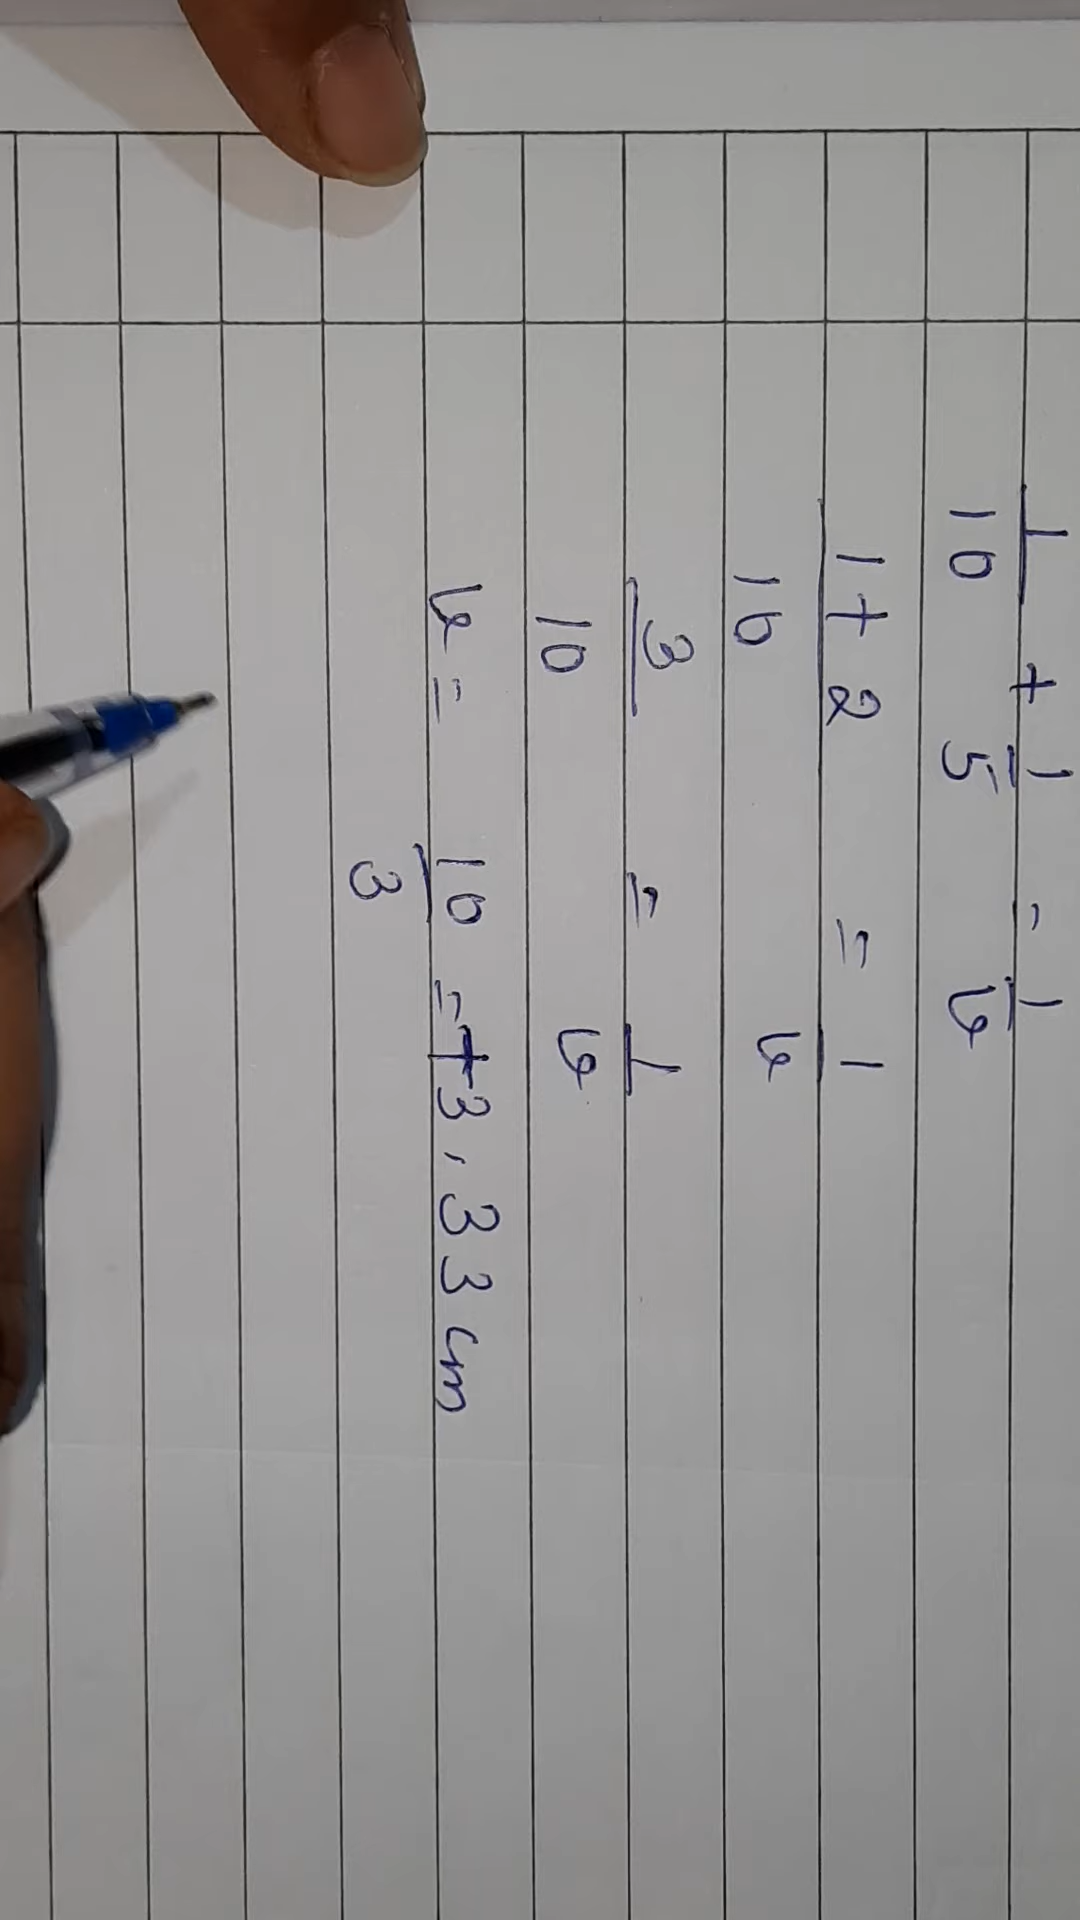 1/10 + 1/5 = 1/v
1+2/10 = 1/v
3/10 = 1/v
v = 10/3 = +3.33 cm